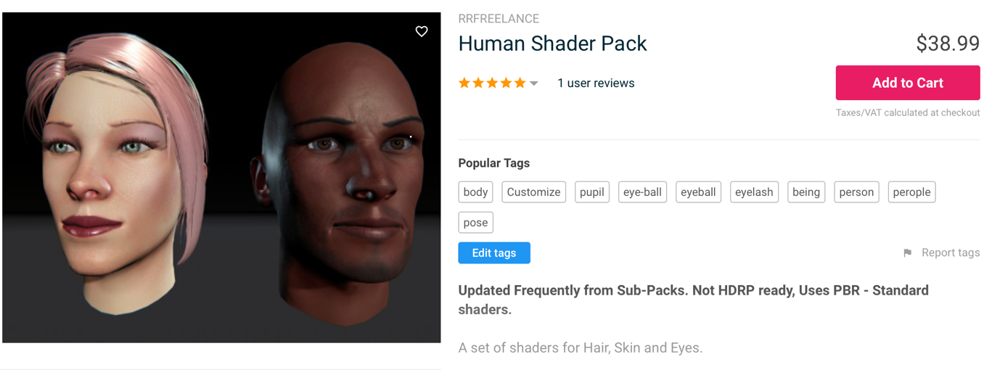 RRFREELANCE
Human Shader Pack
$38.99
1 user reviews
Add to Cart
Taxes/VAT calculated at checkout
Popular Tags
body Customize pupil eye-ball eyeball eyelash being person perople
pose
Edit tags
Report tags
Updated Frequently from Sub-Packs. Not HDRP ready, Uses PBR - Standard
shaders.
A set of shaders for Hair, Skin and Eyes.